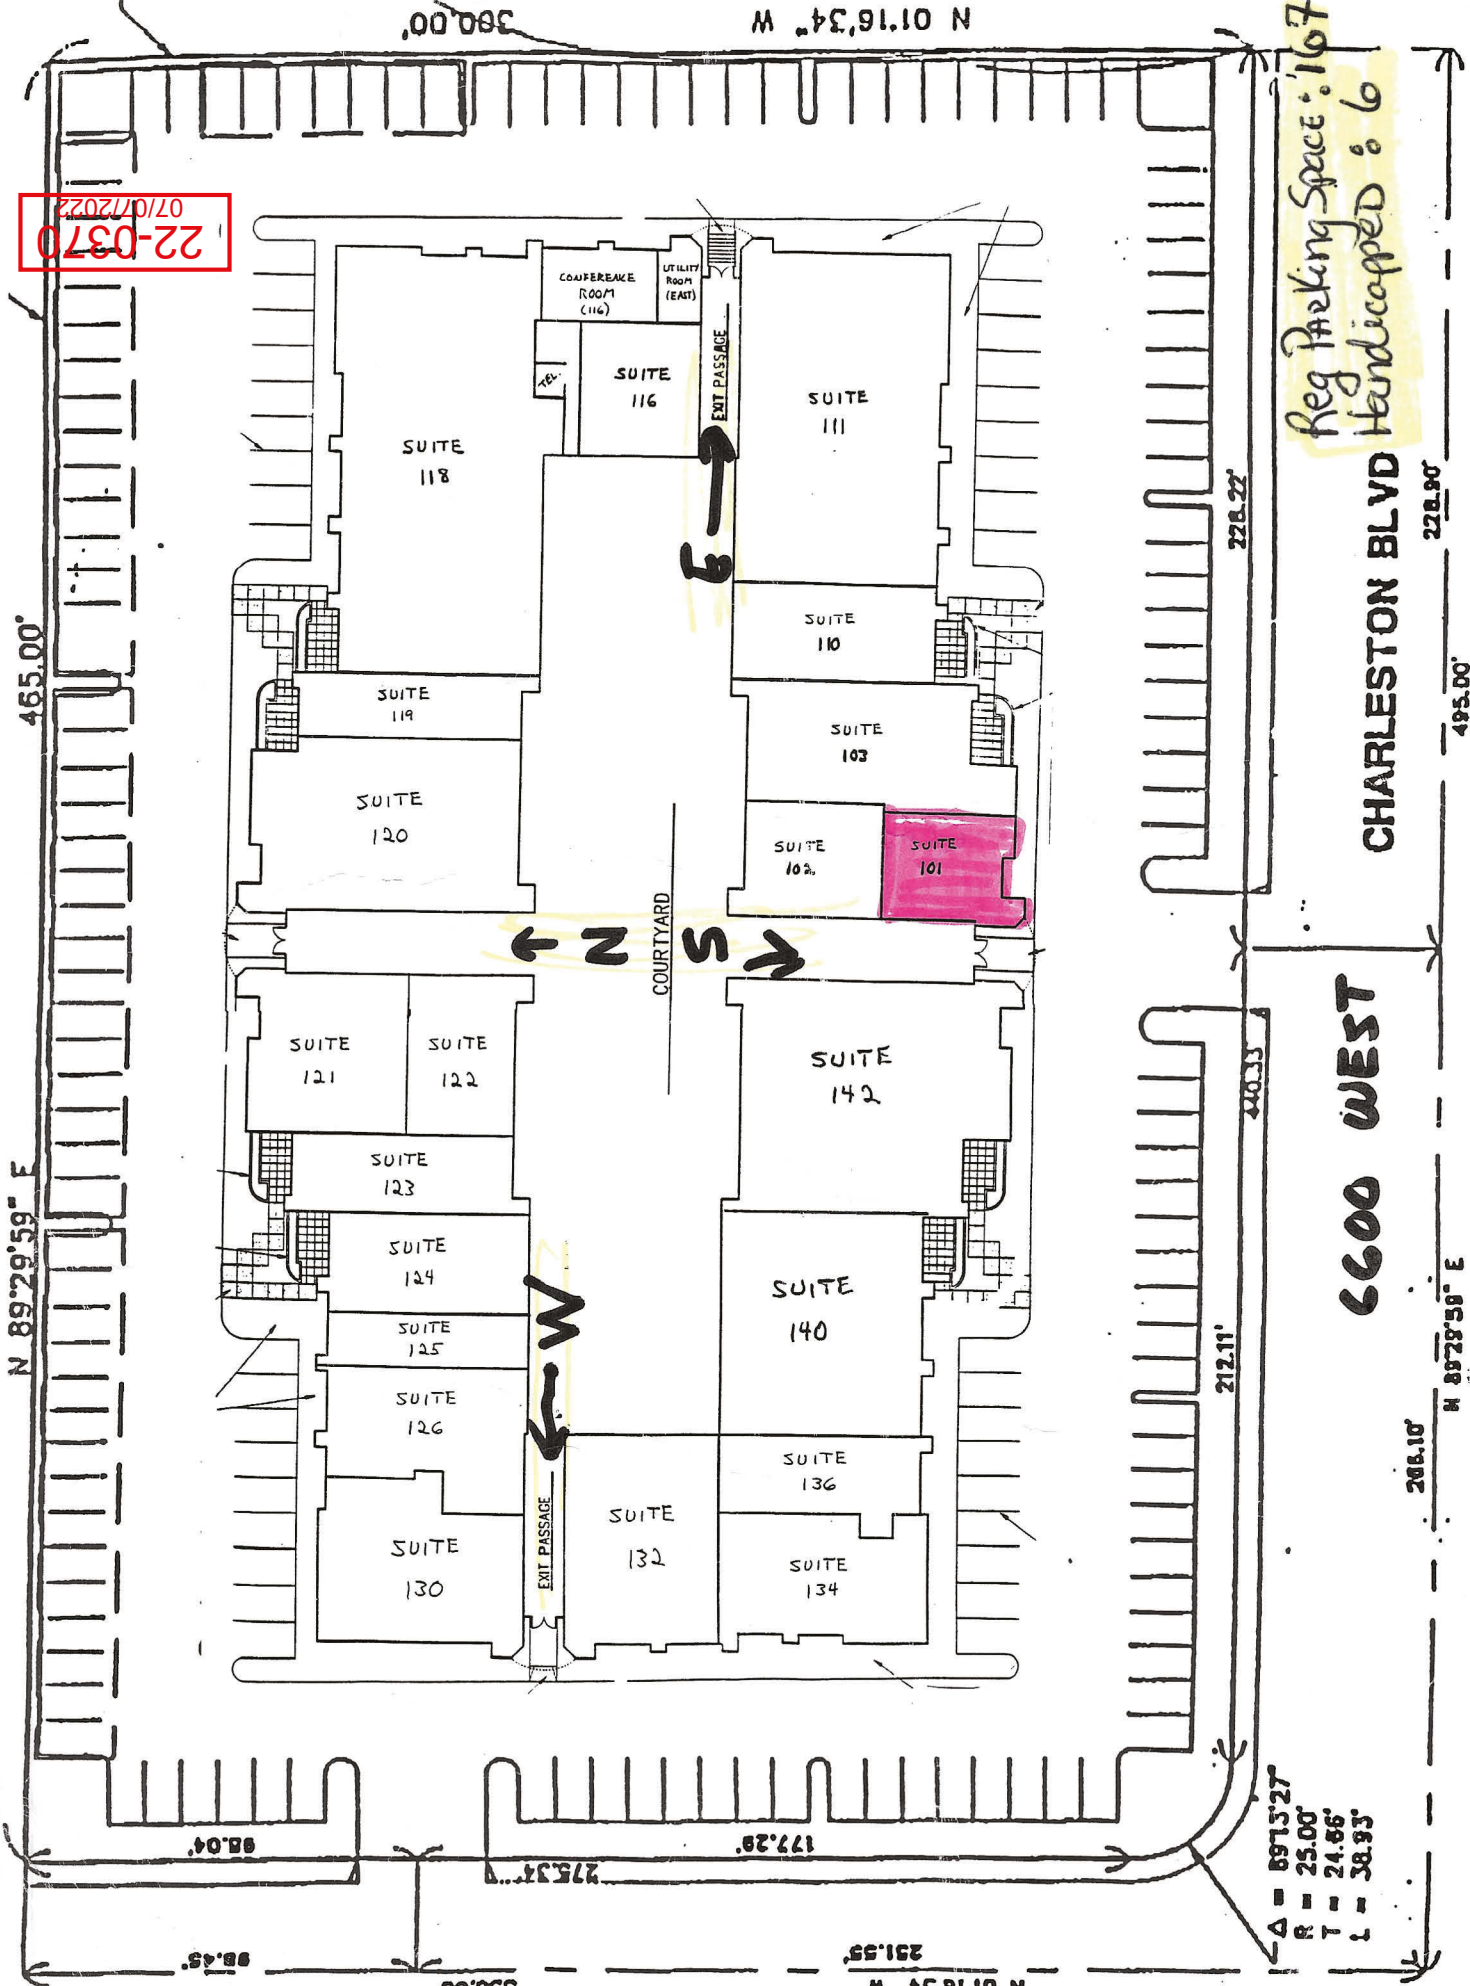 300.00'
N 01°16'34" W
Reg Parking Space: 167
Handicapped: 6
22-0370
07/07/2022
465.00'
N 89°29'59" E
CONFERENCE
ROOM
(116)
UTILITY
ROOM
(EAST)
TEL.
SUITE
116
EXIT PASSAGE
SUITE
111
SUITE
118
E
SUITE
110
SUITE
119
SUITE
103
SUITE
120
SUITE
102
SUITE
101
N
S
COURTYARD
SUITE
121
SUITE
122
SUITE
142
SUITE
123
SUITE
124
SUITE
125
SUITE
126
W
SUITE
140
SUITE
136
SUITE
130
EXIT PASSAGE
SUITE
132
SUITE
134
228.22'
CHARLESTON BLVD
228.90'
495.00'
440.33'
6600 WEST
212.11'
N 89°29'59" E
98.04'
177.29'
275.34'
98.45'
251.55'
N 01°16'34" W
R = 25.00'
T = 24.66'
L = 38.93'